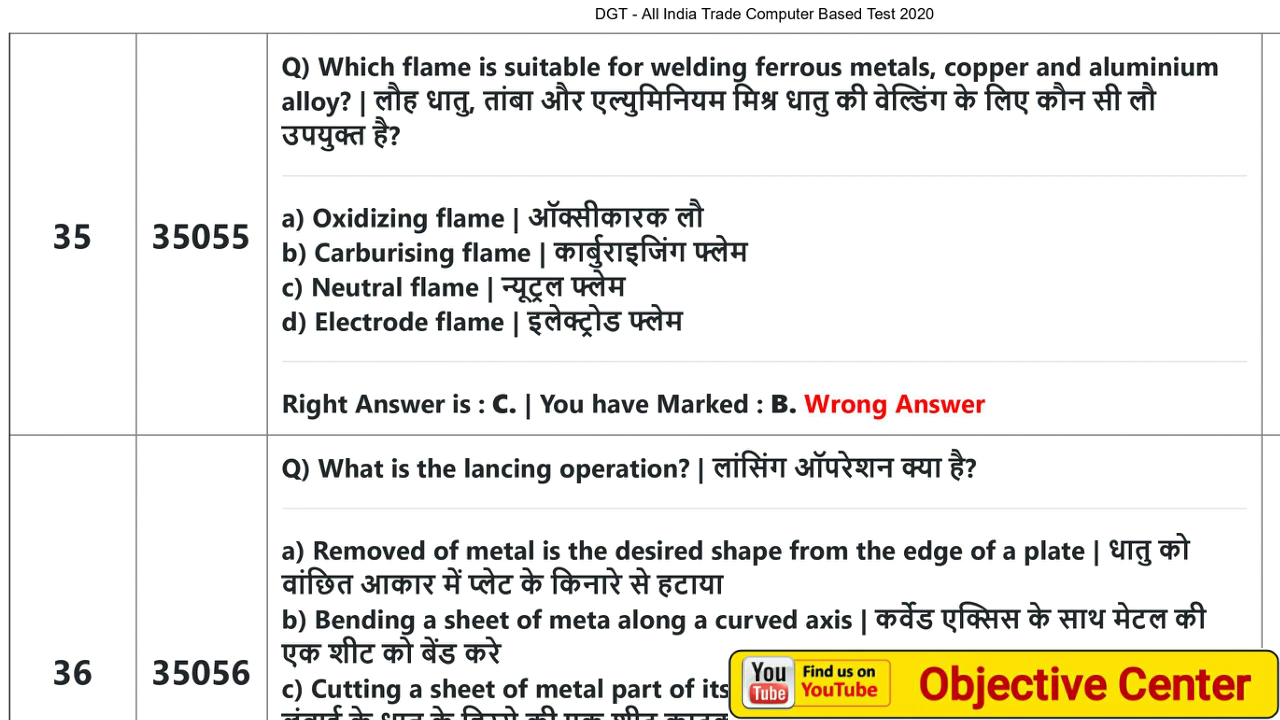 DGT - All India Trade Computer Based Test 2020
35
35055
Q) Which flame is suitable for welding ferrous metals, copper and aluminium
alloy? | लौह धातु, तांबा और एल्युमिनियम मिश्र धातु की वेल्डिंग के लिए कौन सी लौ
उपयुक्त है?
a) Oxidizing flame | ऑक्सीकारक लौ
b) Carburising flame | कार्बुराइजिंग फ्लेम
c) Neutral flame | न्यूट्रल फ्लेम
d) Electrode flame | इलेक्ट्रोड फ्लेम
Right Answer is : C. | You have Marked : B. Wrong Answer
36
35056
Q) What is the lancing operation? | लांसिंग ऑपरेशन क्या है?
a) Removed of metal is the desired shape from the edge of a plate | धातु को
वांछित आकार में प्लेट के किनारे से हटाया
b) Bending a sheet of meta along a curved axis | कर्वेड एक्सिस के साथ मेटल की
एक शीट को बेंड करे
c) Cutting a sheet of metal part of its
You
Tube
Find us on
YouTube
Objective Center